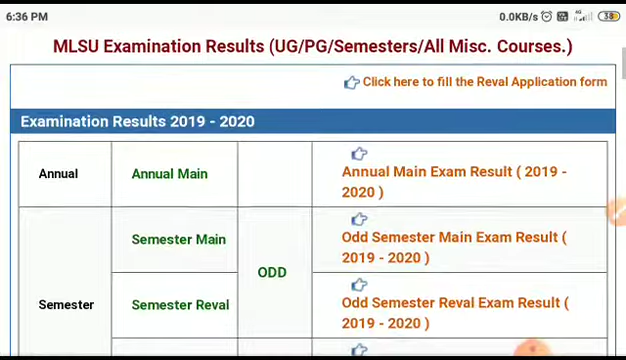 6:36 PM
0.0KB/s 4G 38
MLSU Examination Results (UG/PG/Semesters/All Misc. Courses.)
Click here to fill the Reval Application form
Examination Results 2019 - 2020
Annual
Annual Main
Annual Main Exam Result ( 2019 -
2020 )
Semester
Semester Main
ODD
Odd Semester Main Exam Result (
2019 - 2020 )
Semester Reval
Odd Semester Reval Exam Result (
2019 - 2020 )